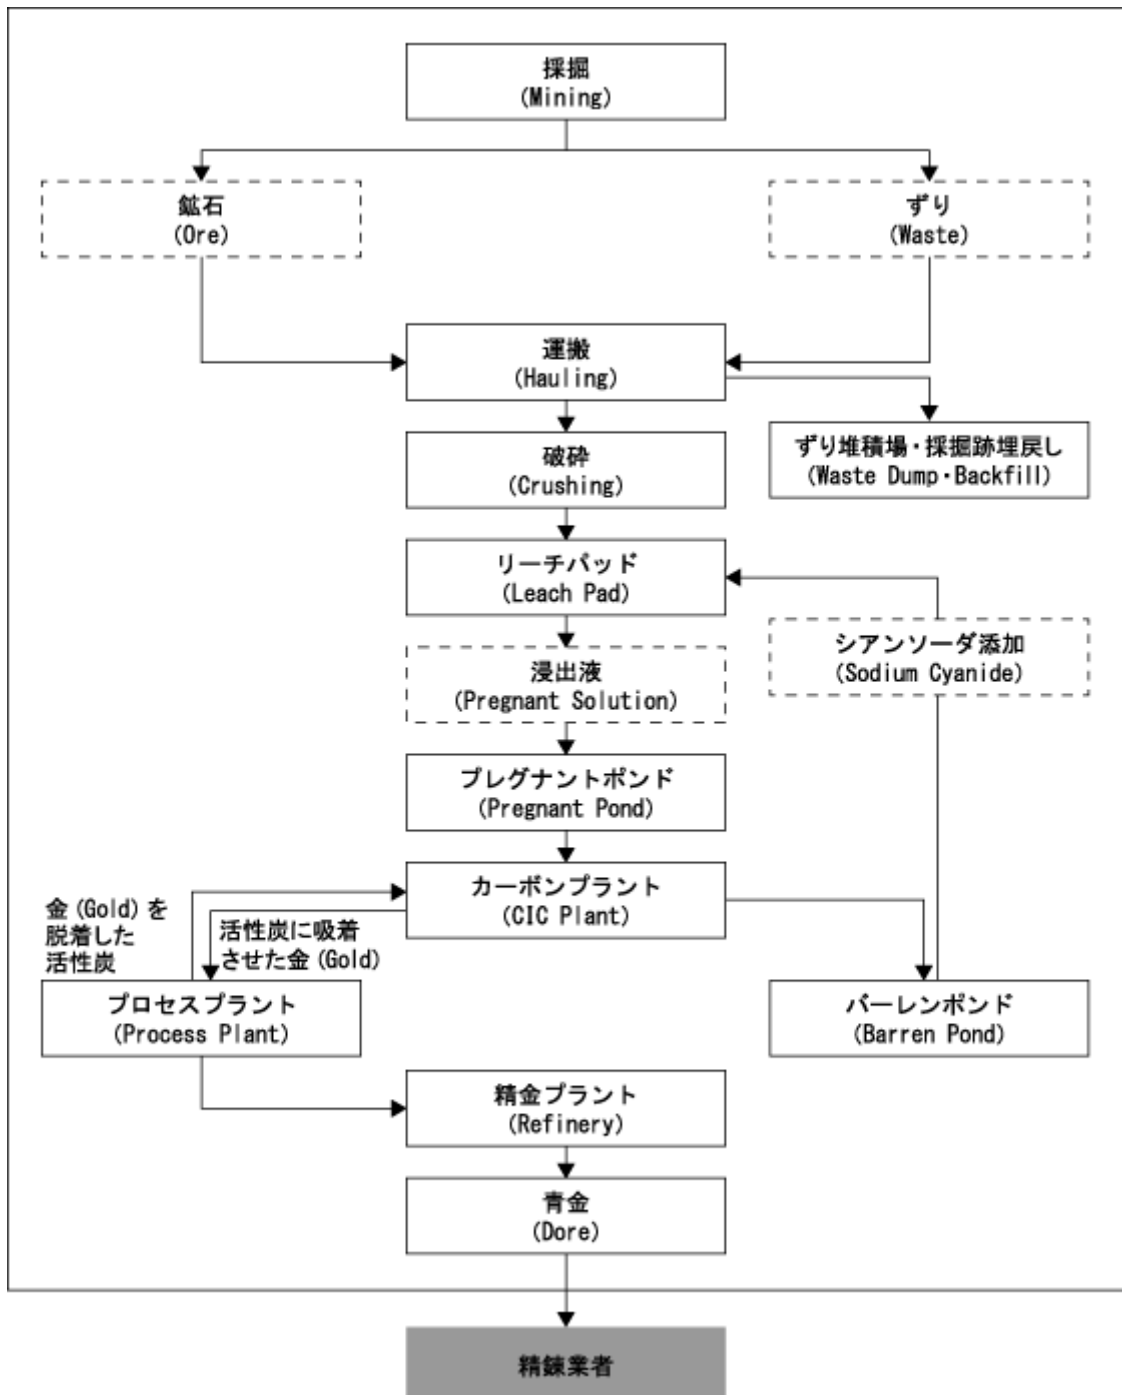 採掘
(Mining)
鉱石
(Ore)
ずり
(Waste)
運搬
(Hauling)
破砕
(Crushing)
ずり堆積場・採掘跡埋戻し
(Waste Dump・Backfill)
リーチパッド
(Leach Pad)
シアンソーダ添加
(Sodium Cyanide)
浸出液
(Pregnant Solution)
プレグナントポンド
(Pregnant Pond)
カーボンプラント
(CIC Plant)
金(Gold)を
脱着した
活性炭
活性炭に吸着
させた金(Gold)
プロセスプラント
(Process Plant)
バーレンポンド
(Barren Pond)
精金プラント
(Refinery)
青金
(Dore)
精錬業者